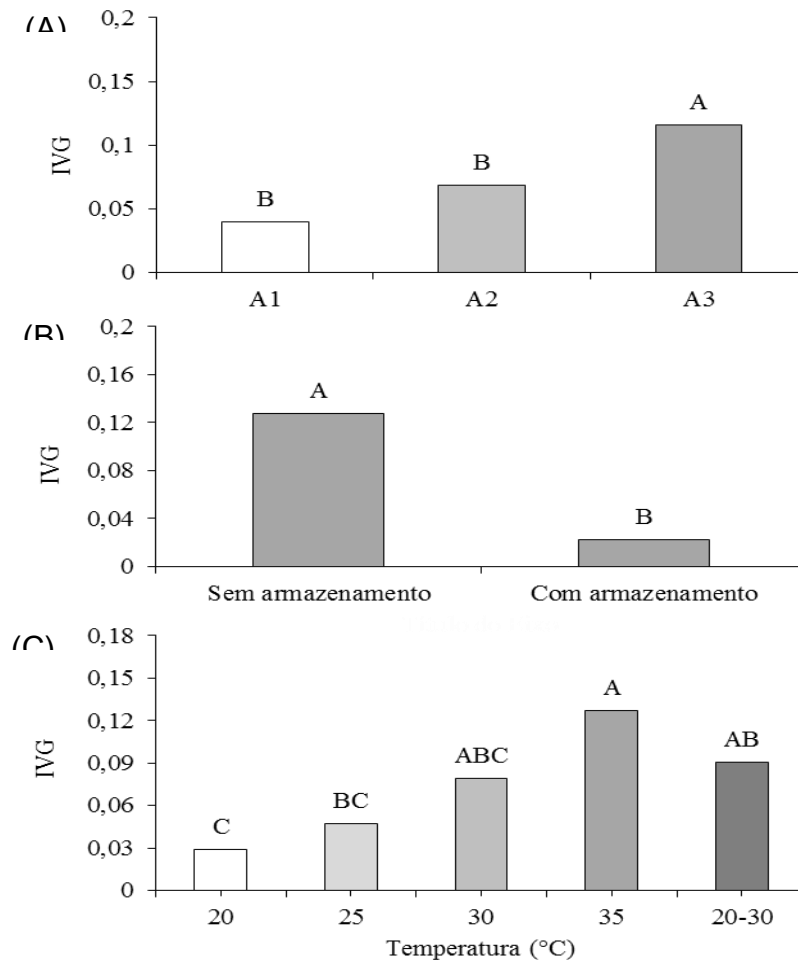 (A)
0,2
0,15
0,1
0,05
0
IVG
B
B
A
A1 A2 A3
(B)
0,2
0,16
0,12
0,08
0,04
0
IVG
A
B
Sem armazenamento Com armazenamento
(C)
0,18
0,15
0,12
0,09
0,06
0,03
0
IVG
C
BC
ABC
A
AB
20 25 30 35 20-30
Temperatura (°C)